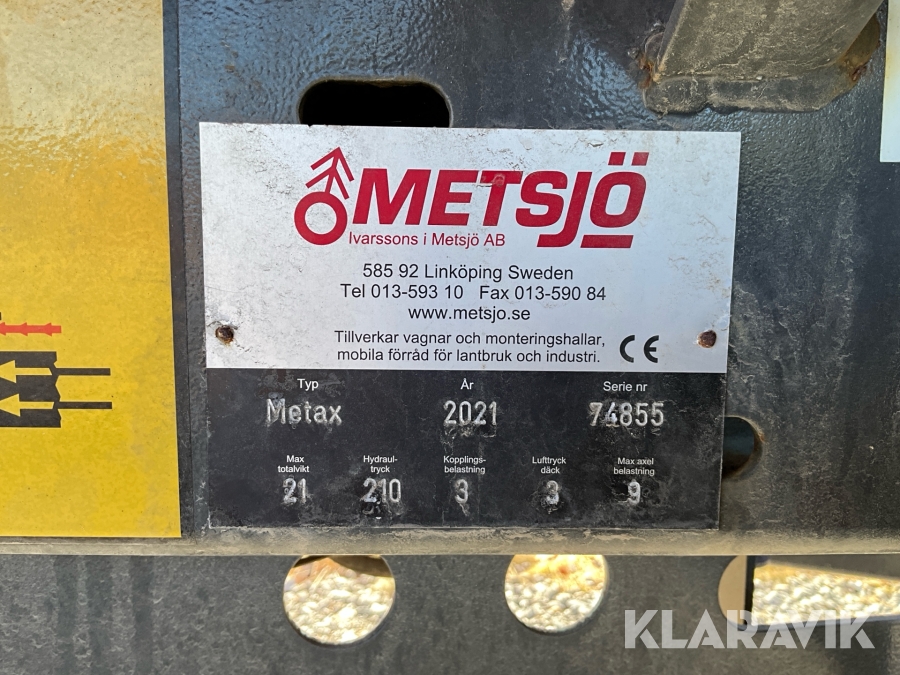 METSJÖ
Ivarssons i Metsjö AB
585 92 Linköping Sweden
Tel 013-593 10 Fax 013-590 84
www.metsjo.se
Tillverkar vagnar och monteringshallar,
mobila förråd för lantbruk och industri.
CE
Typ År Serie nr
Metax 2021 74855
Max totalvikt Hydraul-tryck Kopplings-belastning Lufttryck däck Max axel belastning
21 210 3 3 9
KLARAVIK